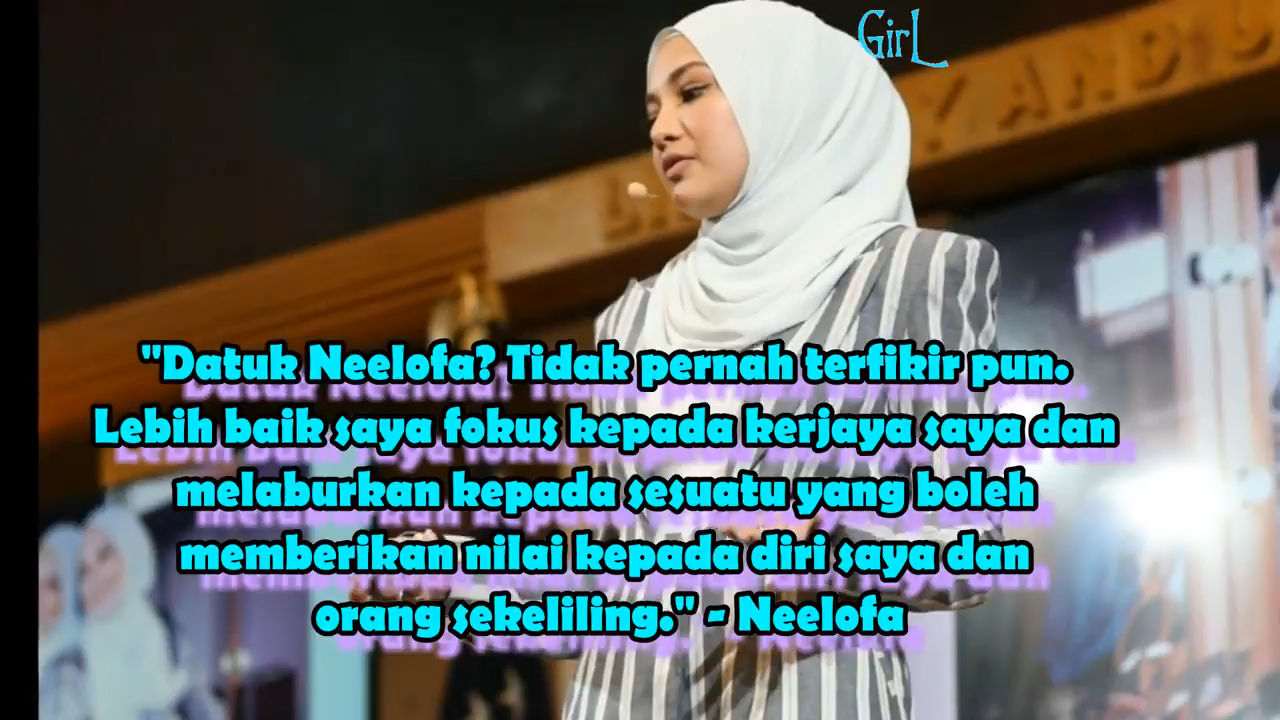 GirL
Y AND
"Datuk Neelofa? Tidak pernah terfikir pun.
Lebih baik saya fokus kepada kerjaya saya dan
melaburkan kepada sesuatu yang boleh
memberikan nilai kepada diri saya dan
orang sekeliling." - Neelofa